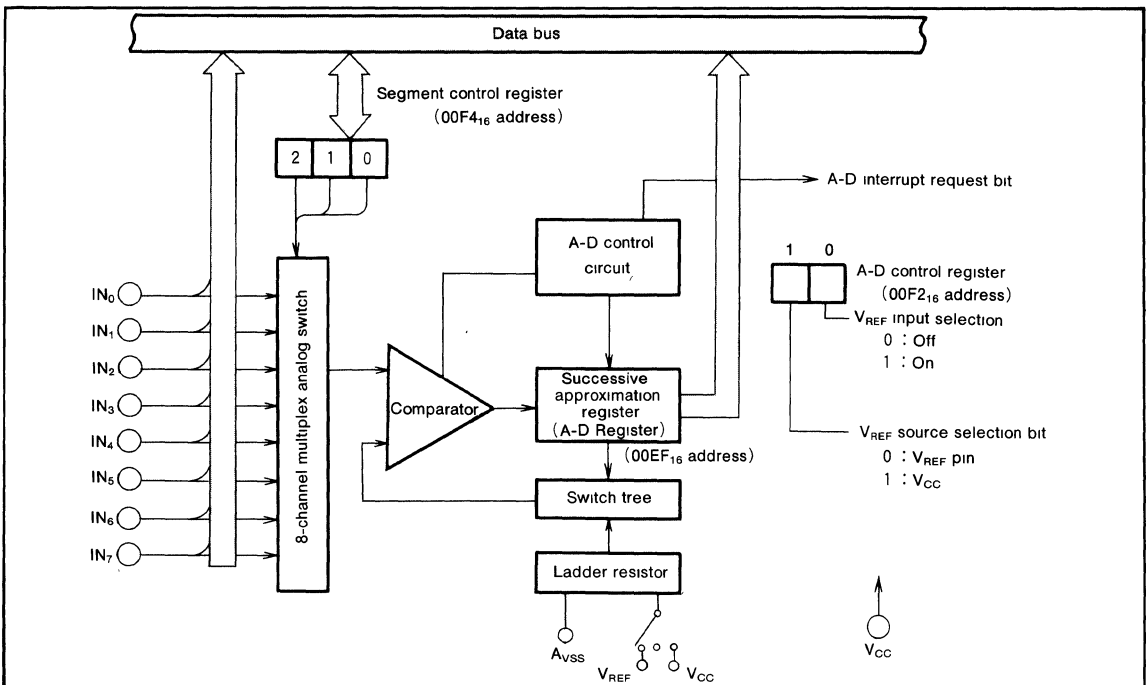 Data bus
Segment control register
(00F4₁₆ address)
2 1 0
A-D interrupt request bit
A-D control
circuit
1 0
A-D control register
(00F2₁₆ address)
V_REF input selection
0 : Off
1 : On
IN₀
IN₁
IN₂
IN₃
IN₄
IN₅
IN₆
IN₇
8-channel multiplex analog switch
Comparator
Successive
approximation
register
(A-D Register)
(00EF₁₆ address)
V_REF source selection bit
0 : V_REF pin
1 : V_CC
Switch tree
Ladder resistor
A_VSS
V_REF
V_CC
V_CC